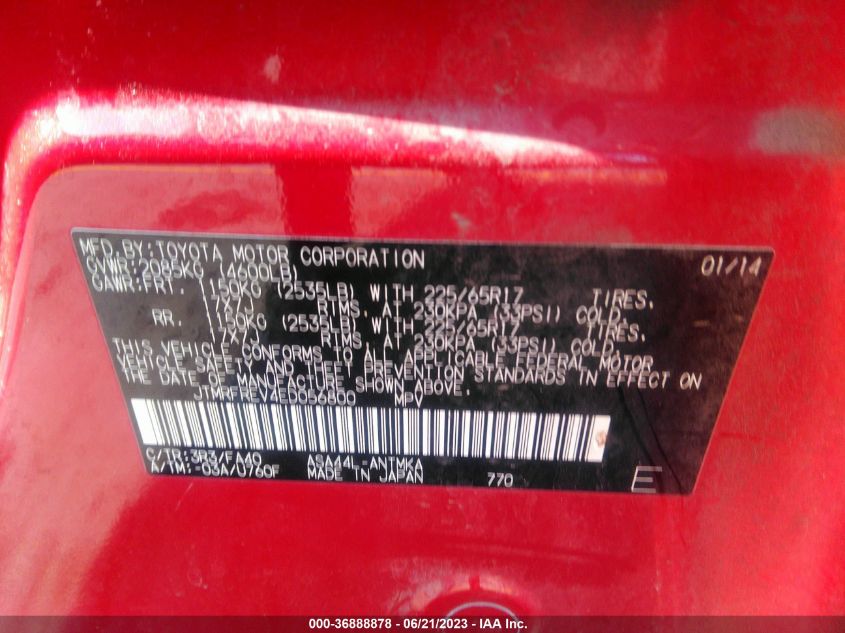 MFD.BY:TOYOTA MOTOR CORPORATION 01/14
GVWR:2085KG (4600LB)
GAWR:FRT. 1150KG (2535LB) WITH 225/65R17 TIRES,
17X7J RIMS, AT 230KPA (33PSI) COLD.
RR. 1150KG (2535LB) WITH 225/65R17 TIRES,
17X7J RIMS, AT 230KPA (33PSI) COLD.
THIS VEHICLE CONFORMS TO ALL APPLICABLE FEDERAL MOTOR
VEHICLE SAFETY AND THEFT PREVENTION STANDARDS IN EFFECT ON
THE DATE OF MANUFACTURE SHOWN ABOVE.
JTMRFREV4ED056800 MPV
C/TR:3R3/FA40 ASA44L-ANTMKA
A/TM:-03A/U760F MADE IN JAPAN 770 E
000-36888878 - 06/21/2023 - IAA Inc.